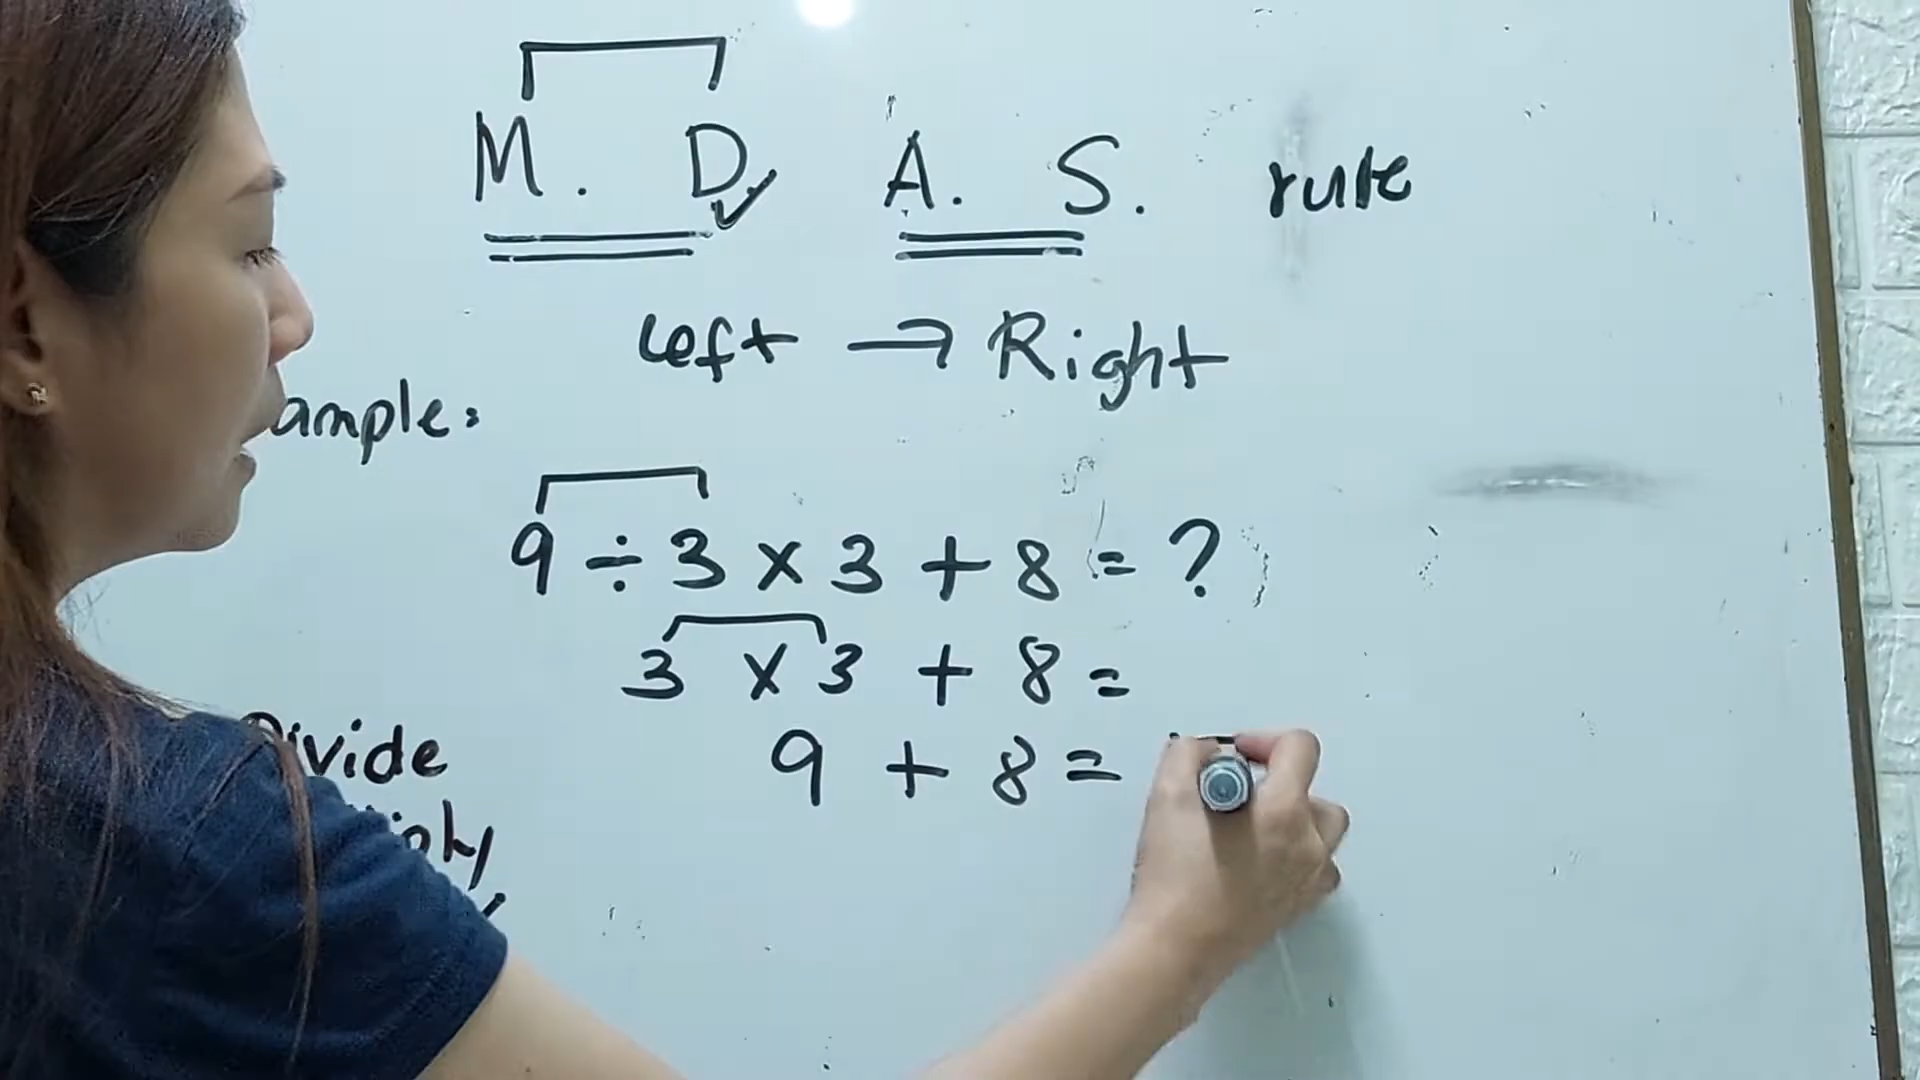 M. D. A. S. rule
Left → Right
ample:
9 ÷ 3 × 3 + 8 = ?
3 × 3 + 8 =
9 + 8 =
ivide